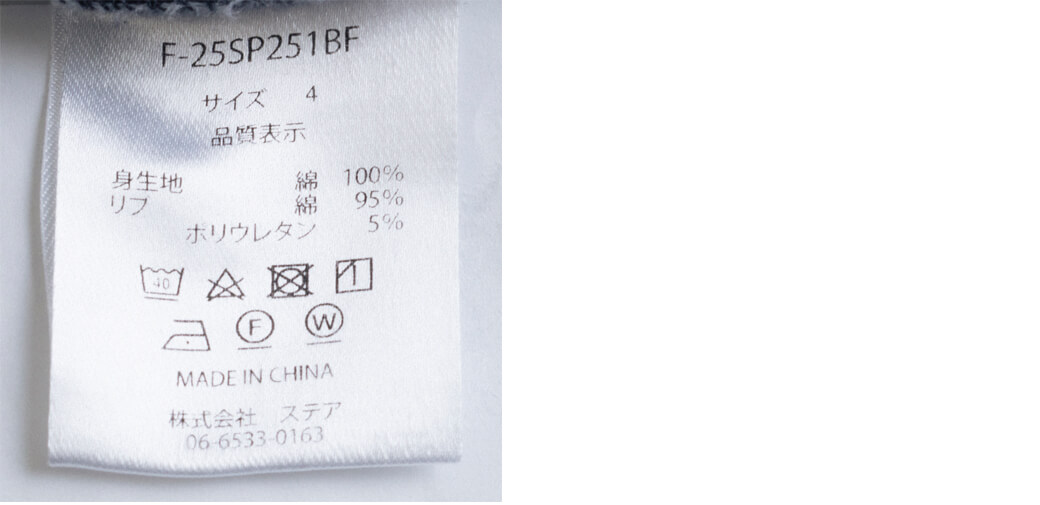 F-25SP251BF
サイズ 4
品質表示
身生地 綿 100%
リブ 綿 95%
ポリウレタン 5%
40
F W
MADE IN CHINA
株式会社 ステア
06-6533-0163